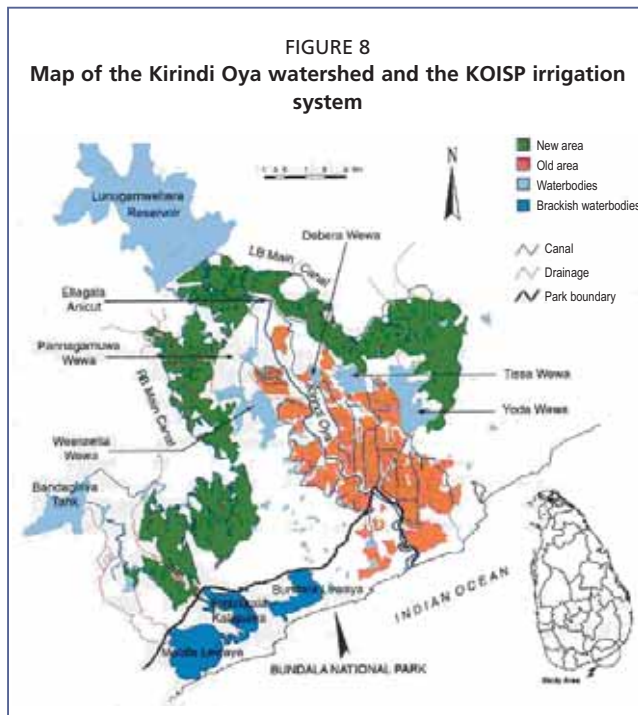 FIGURE 8
Map of the Kirindi Oya watershed and the KOISP irrigation
system
New area
Old area
Waterbodies
Brackish waterbodies
Canal
Drainage
Park boundary
N
Lunugamwehera
Reservoir
Debera Wewa
LB Main Canal
Ellagala
Anicut
Pannagamuwa
Wewa
RB Main Canal
Tissa Wewa
Yoda Wewa
Oya
Weerawila
Wewa
Tank
Bundala Lewaya
Lewaya
INDIAN OCEAN
BUNDALA NATIONAL PARK
Study Area